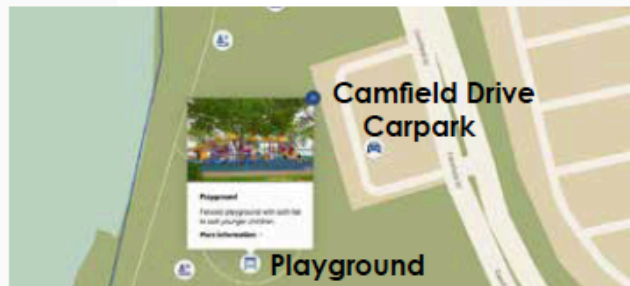 Camfield Drive
Carpark
Playground
Fenced playground with soft fall
to suit younger children.
More information
Playground